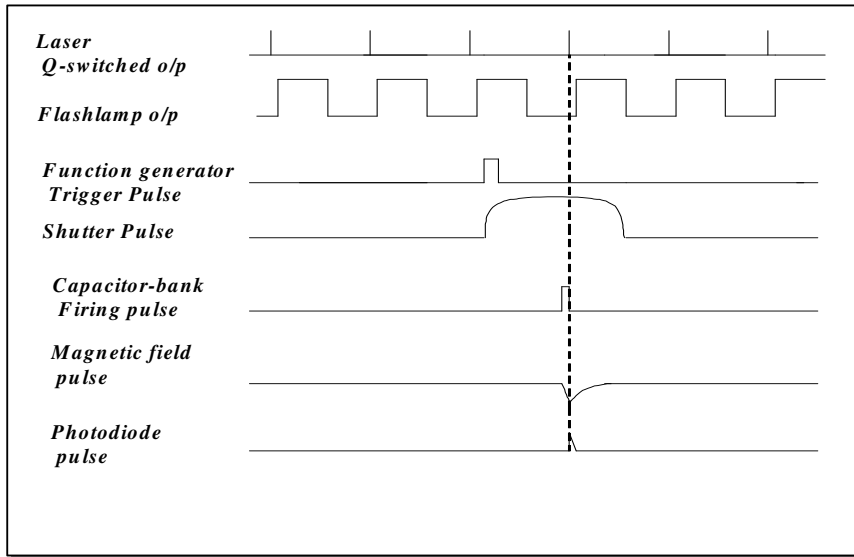 Laser
Q-switched o/p
Flashlamp o/p
Function generator
Trigger Pulse
Shutter Pulse
Capacitor-bank
Firing pulse
Magnetic field
pulse
Photodiode
pulse